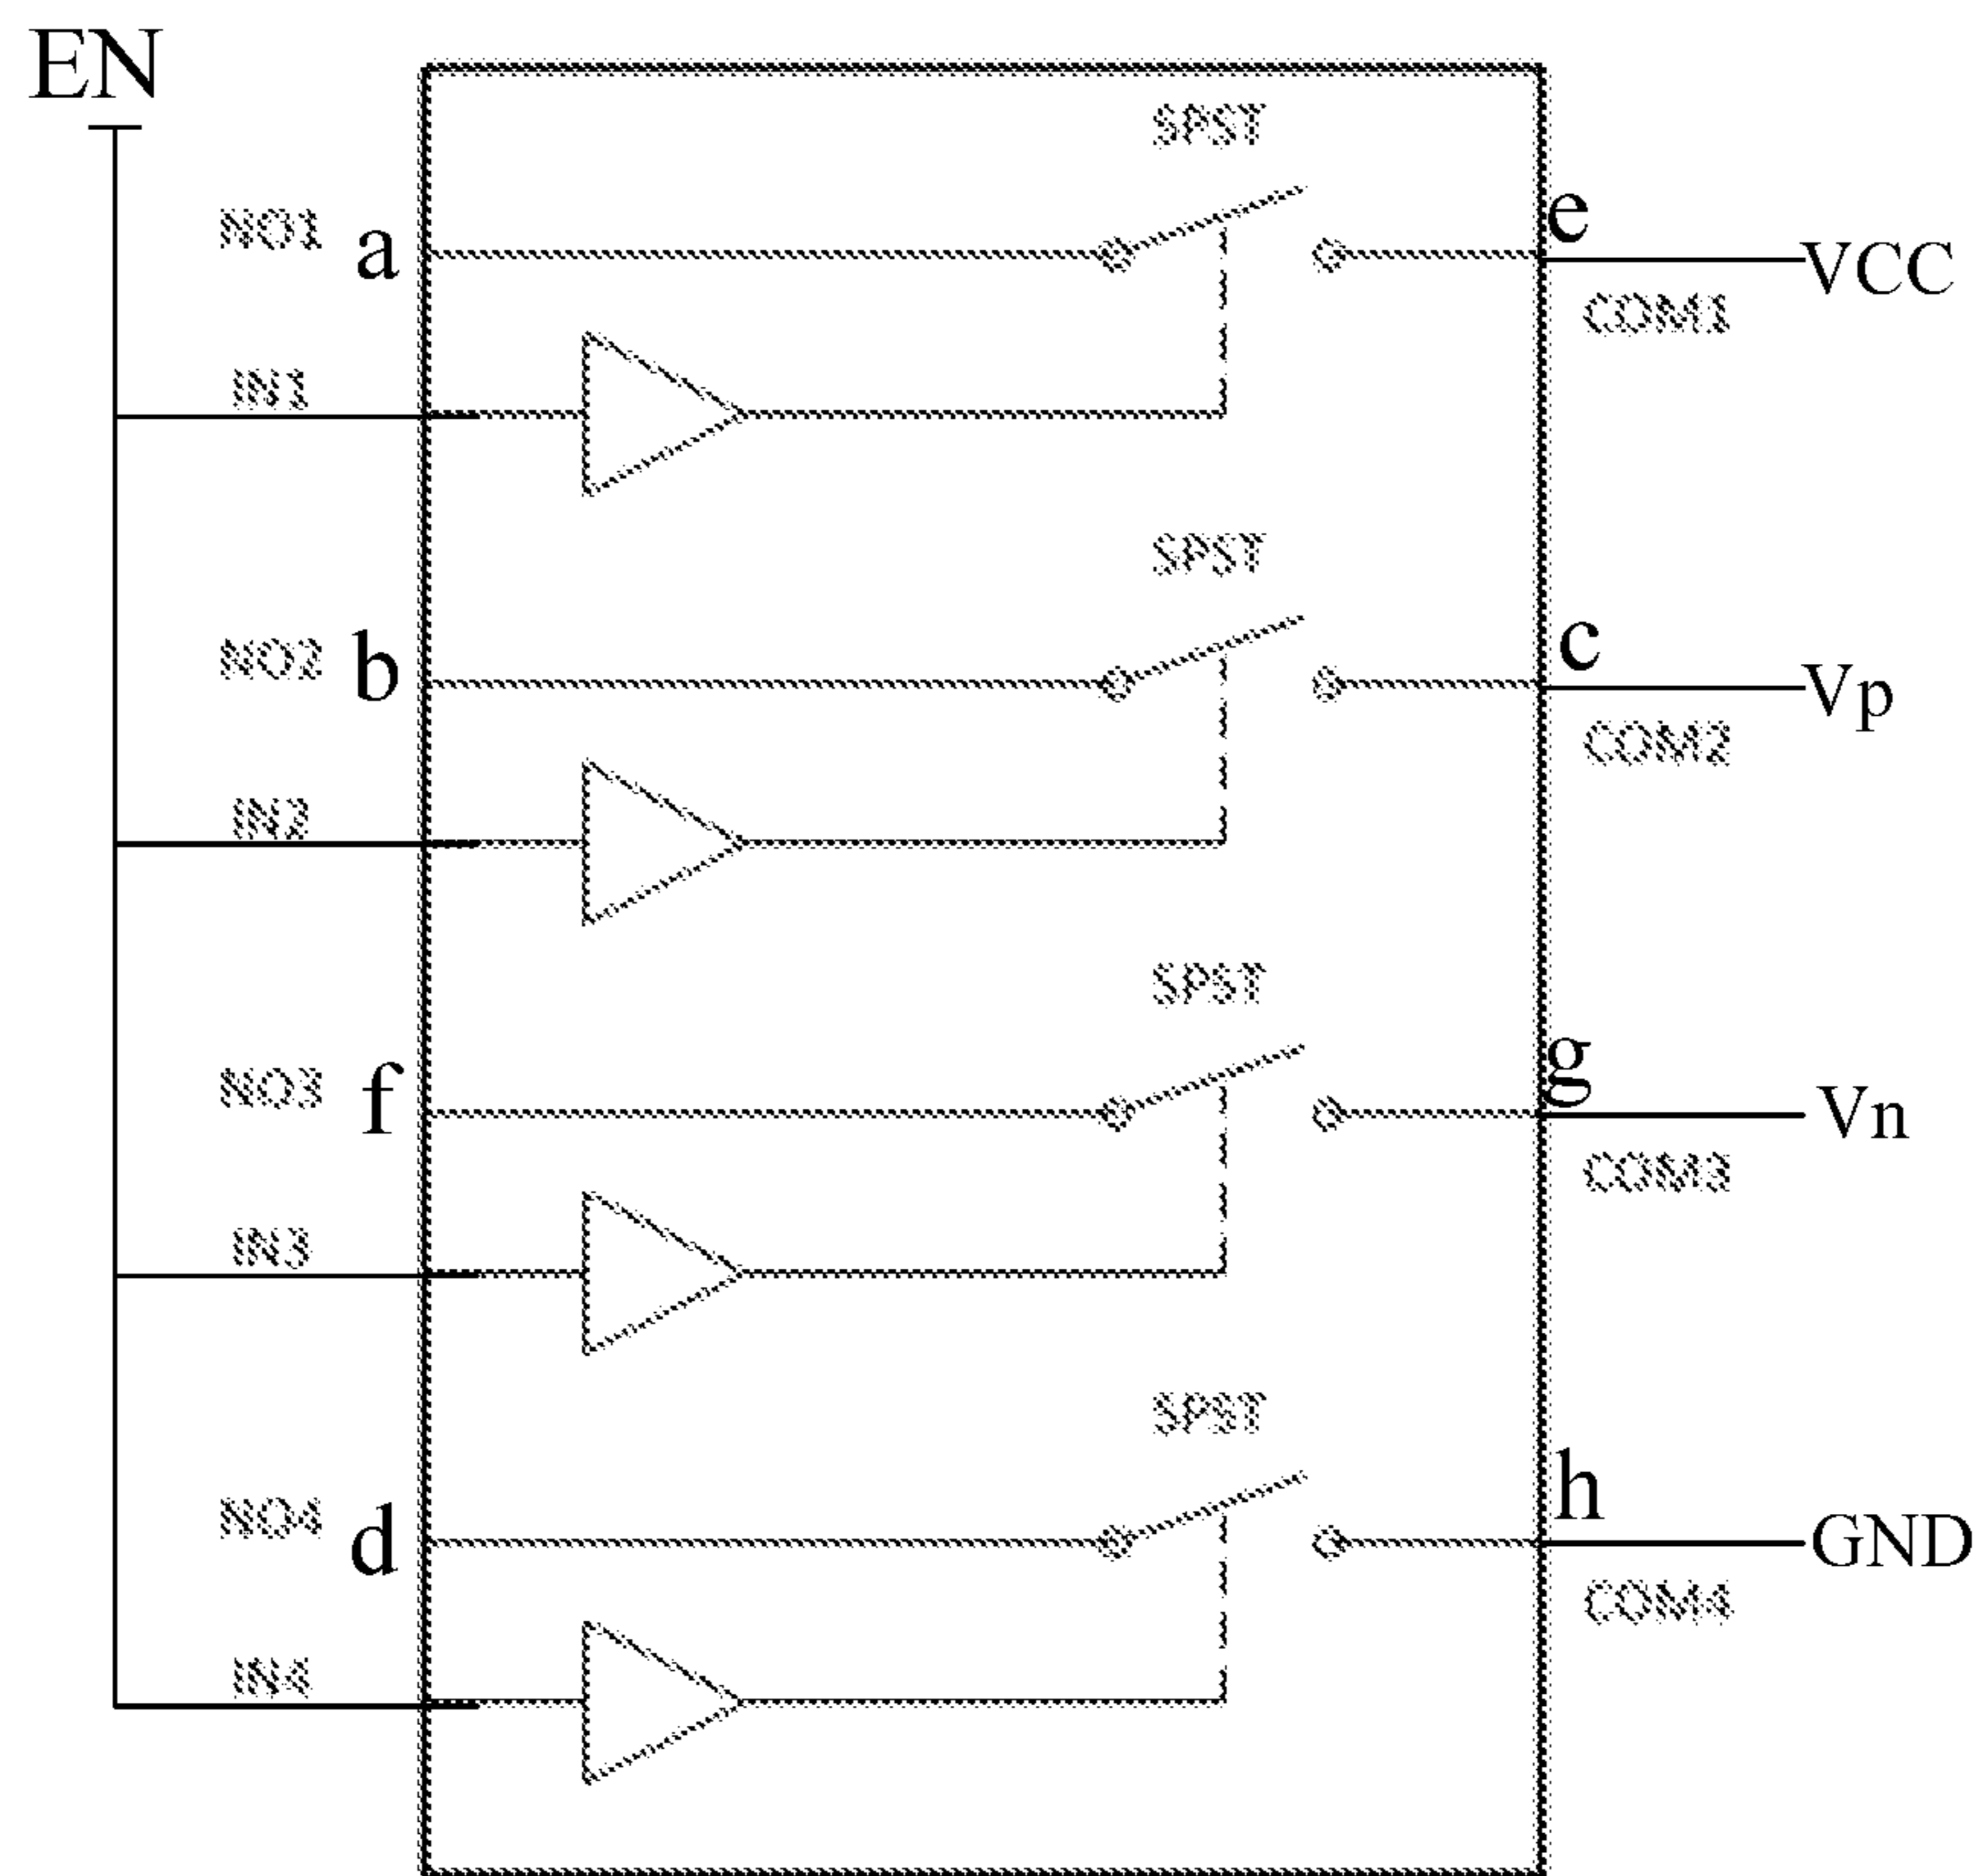 EN
SPST
NO1 a
e
VCC
COM1
IN1
SPST
NO2 b
c
Vp
COM2
IN2
SPST
NO3 f
g
Vn
COM3
IN3
SPST
NO4 d
h
GND
COM4
IN4